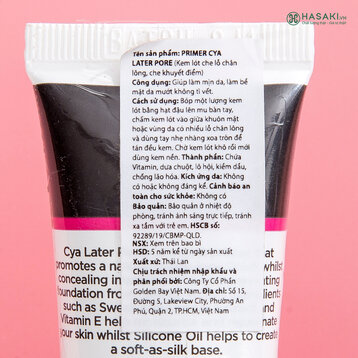 HASAKI.vn
Tên sản phẩm: PRIMER CYA
LATER PORE (Kem lót che lỗ chân
lông, che khuyết điểm)
Công dụng: Giúp làm mịn da, làm bề
mặt da mướt không tì vết.
Cách sử dụng: Bóp một lượng kem
lót bằng hạt đậu lên mu bàn tay,
chấm kem lót vào giữa khuôn mặt
hoặc vùng da có nhiều lỗ chân lông
và dùng tay nhẹ nhàng xoa tròn để
tán đều kem. Chờ kem lót khô rồi mới
dùng kem nền. Thành phần: Chứa
Vitamin, dưa chuột, lô hội, kiểm dầu,
chống lão hóa. Kích ứng da: Không
có hoặc không đáng kể. Cảnh báo an
toàn cho sức khỏe: Không có
Bảo quản: Bảo quản ở nhiệt độ
phòng, tránh ánh sáng trực tiếp, tránh
xa tầm với trẻ em. HSCB số:
92289/19/CBMP-QLD.
NSX: Xem trên bao bì
HSD: 5 năm kể từ ngày sản xuất
Xuất xứ: Thái Lan
Chịu trách nhiệm nhập khẩu và
phân phối bởi: Công Ty Cổ Phần
Golden Bay Việt Nam. Địa chỉ: Số 15,
Đường 5, Lakeview City, Phường An
Phú, Quận 2, TP.HCM, Việt Nam
Cya Later P at
promotes a na whilst
concealing in ting
foundation from lients
such as Swe and
Vitamin E help
your skin whilst Silicone Oil helps to create
a soft-as-silk base.